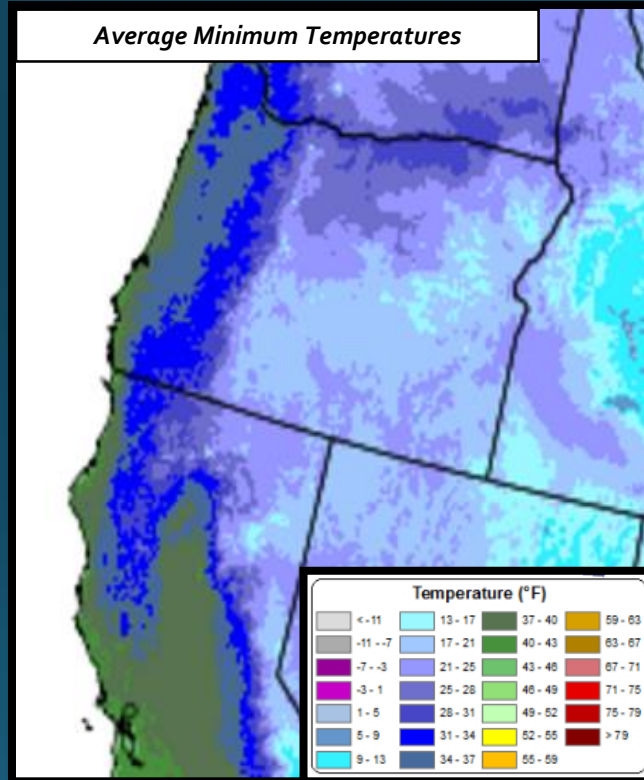 Average Minimum Temperatures
Temperature (°F)
< -11
-11 - -7
-7 - -3
-3 - 1
1 - 5
5 - 9
9 - 13
13 - 17
17 - 21
21 - 25
25 - 28
28 - 31
31 - 34
34 - 37
37 - 40
40 - 43
43 - 46
46 - 49
49 - 52
52 - 55
55 - 59
59 - 63
63 - 67
67 - 71
71 - 75
75 - 79
> 79